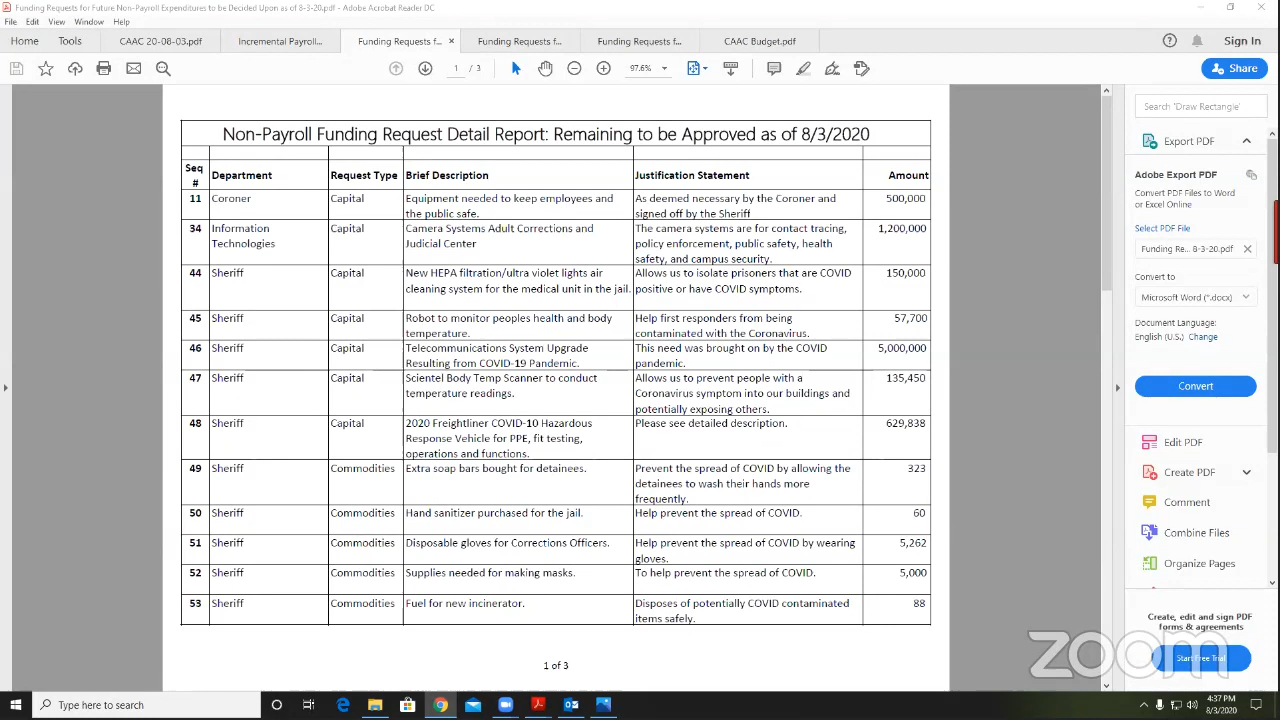 Funding Requests for Future Non-Payroll Expenditures to be Decided Upon as of 8-3-20.pdf - Adobe Acrobat Reader DC
File Edit View Window Help
Home Tools CAAC 20-08-03.pdf Incremental Payroll... Funding Requests f... Funding Requests f... Funding Requests f... CAAC Budget.pdf Sign In
1 / 3 97.6% Share
Non-Payroll Funding Request Detail Report: Remaining to be Approved as of 8/3/2020
Seq # Department Request Type Brief Description Justification Statement Amount
11 Coroner Capital Equipment needed to keep employees and As deemed necessary by the Coroner and 500,000
the public safe. signed off by the Sheriff
34 Information Capital Camera Systems Adult Corrections and The camera systems are for contact tracing, 1,200,000
Technologies Judicial Center policy enforcement, public safety, health
safety, and campus security.
44 Sheriff Capital New HEPA filtration/ultra violet lights air Allows us to isolate prisoners that are COVID 150,000
cleaning system for the medical unit in the jail. positive or have COVID symptoms.
45 Sheriff Capital Robot to monitor peoples health and body Help first responders from being 57,700
temperature. contaminated with the Coronavirus.
46 Sheriff Capital Telecommunications System Upgrade This need was brought on by the COVID 5,000,000
Resulting from COVID-19 Pandemic. pandemic.
47 Sheriff Capital Scientel Body Temp Scanner to conduct Allows us to prevent people with a 135,450
temperature readings. Coronavirus symptom into our buildings and
potentially exposing others.
48 Sheriff Capital 2020 Freightliner COVID-10 Hazardous Please see detailed description. 629,838
Response Vehicle for PPE, fit testing,
operations and functions.
49 Sheriff Commodities Extra soap bars bought for detainees. Prevent the spread of COVID by allowing the 323
detainees to wash their hands more
frequently.
50 Sheriff Commodities Hand sanitizer purchased for the jail. Help prevent the spread of COVID. 60
51 Sheriff Commodities Disposable gloves for Corrections Officers. Help prevent the spread of COVID by wearing 5,262
gloves.
52 Sheriff Commodities Supplies needed for making masks. To help prevent the spread of COVID. 5,000
53 Sheriff Commodities Fuel for new incinerator. Disposes of potentially COVID contaminated 88
items safely.
1 of 3
Search "Draw Rectangle"
Export PDF
Adobe Export PDF
Convert PDF Files to Word
or Excel Online
Select PDF File
Funding Re... 8-3-20.pdf
Convert to
Microsoft Word (*.docx)
Document Language:
English (U.S.) Change
Convert
Edit PDF
Create PDF
Comment
Combine Files
Organize Pages
Create, edit and sign PDF
forms & agreements
Start Free Trial
zoom
Type here to search
4:37 PM
8/3/2020